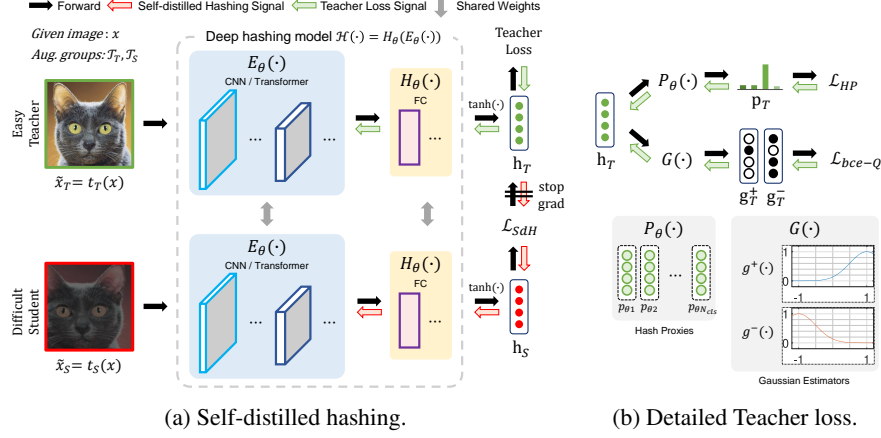 Forward
Self-distilled Hashing Signal
Teacher Loss Signal
Shared Weights
Given image : x
Aug. groups: 𝒯_T, 𝒯_S
Deep hashing model ℋ(·) = H_θ(E_θ(·))
Teacher
Loss
Easy
Teacher
E_θ(·)
CNN / Transformer
... ...
H_θ(·)
FC
...
tanh(·)
h_T
x̃_T = t_T(x)
stop
grad
ℒ_SdH
Difficult
Student
E_θ(·)
CNN / Transformer
... ...
H_θ(·)
FC
...
tanh(·)
h_S
x̃_S = t_S(x)
(a) Self-distilled hashing.
h_T
P_θ(·)
p_T
ℒ_HP
G(·)
g_T^+ g_T^-
ℒ_bce-Q
P_θ(·)
...
p_θ1 p_θ2 p_θN_cls
Hash Proxies
G(·)
g^+(·)
1
0
-1 1
g^-(·)
1
0
-1 1
Gaussian Estimators
(b) Detailed Teacher loss.